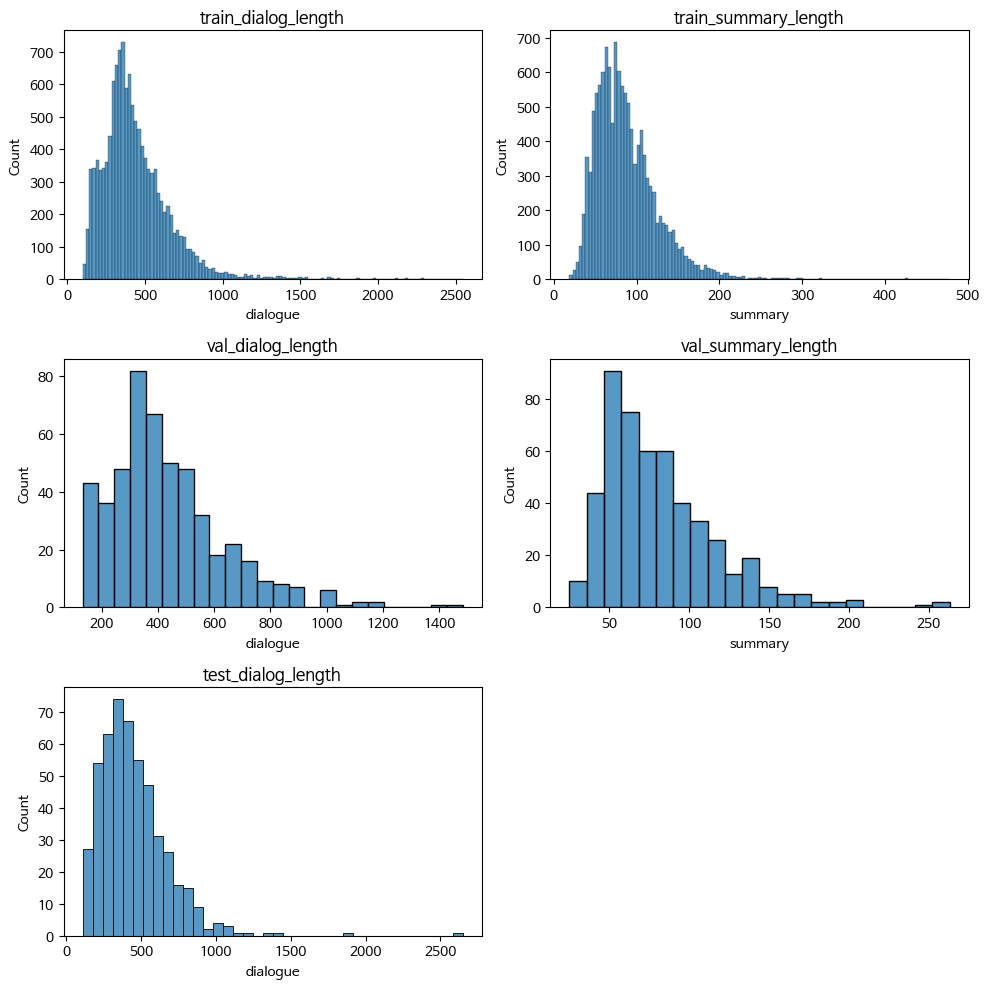 train_dialog_length
Count
700
600
500
400
300
200
100
0
0 500 1000 1500 2000 2500
dialogue
train_summary_length
Count
700
600
500
400
300
200
100
0
0 100 200 300 400 500
summary
val_dialog_length
Count
80
60
40
20
0
200 400 600 800 1000 1200 1400
dialogue
val_summary_length
Count
80
60
40
20
0
50 100 150 200 250
summary
test_dialog_length
Count
70
60
50
40
30
20
10
0
0 500 1000 1500 2000 2500
dialogue